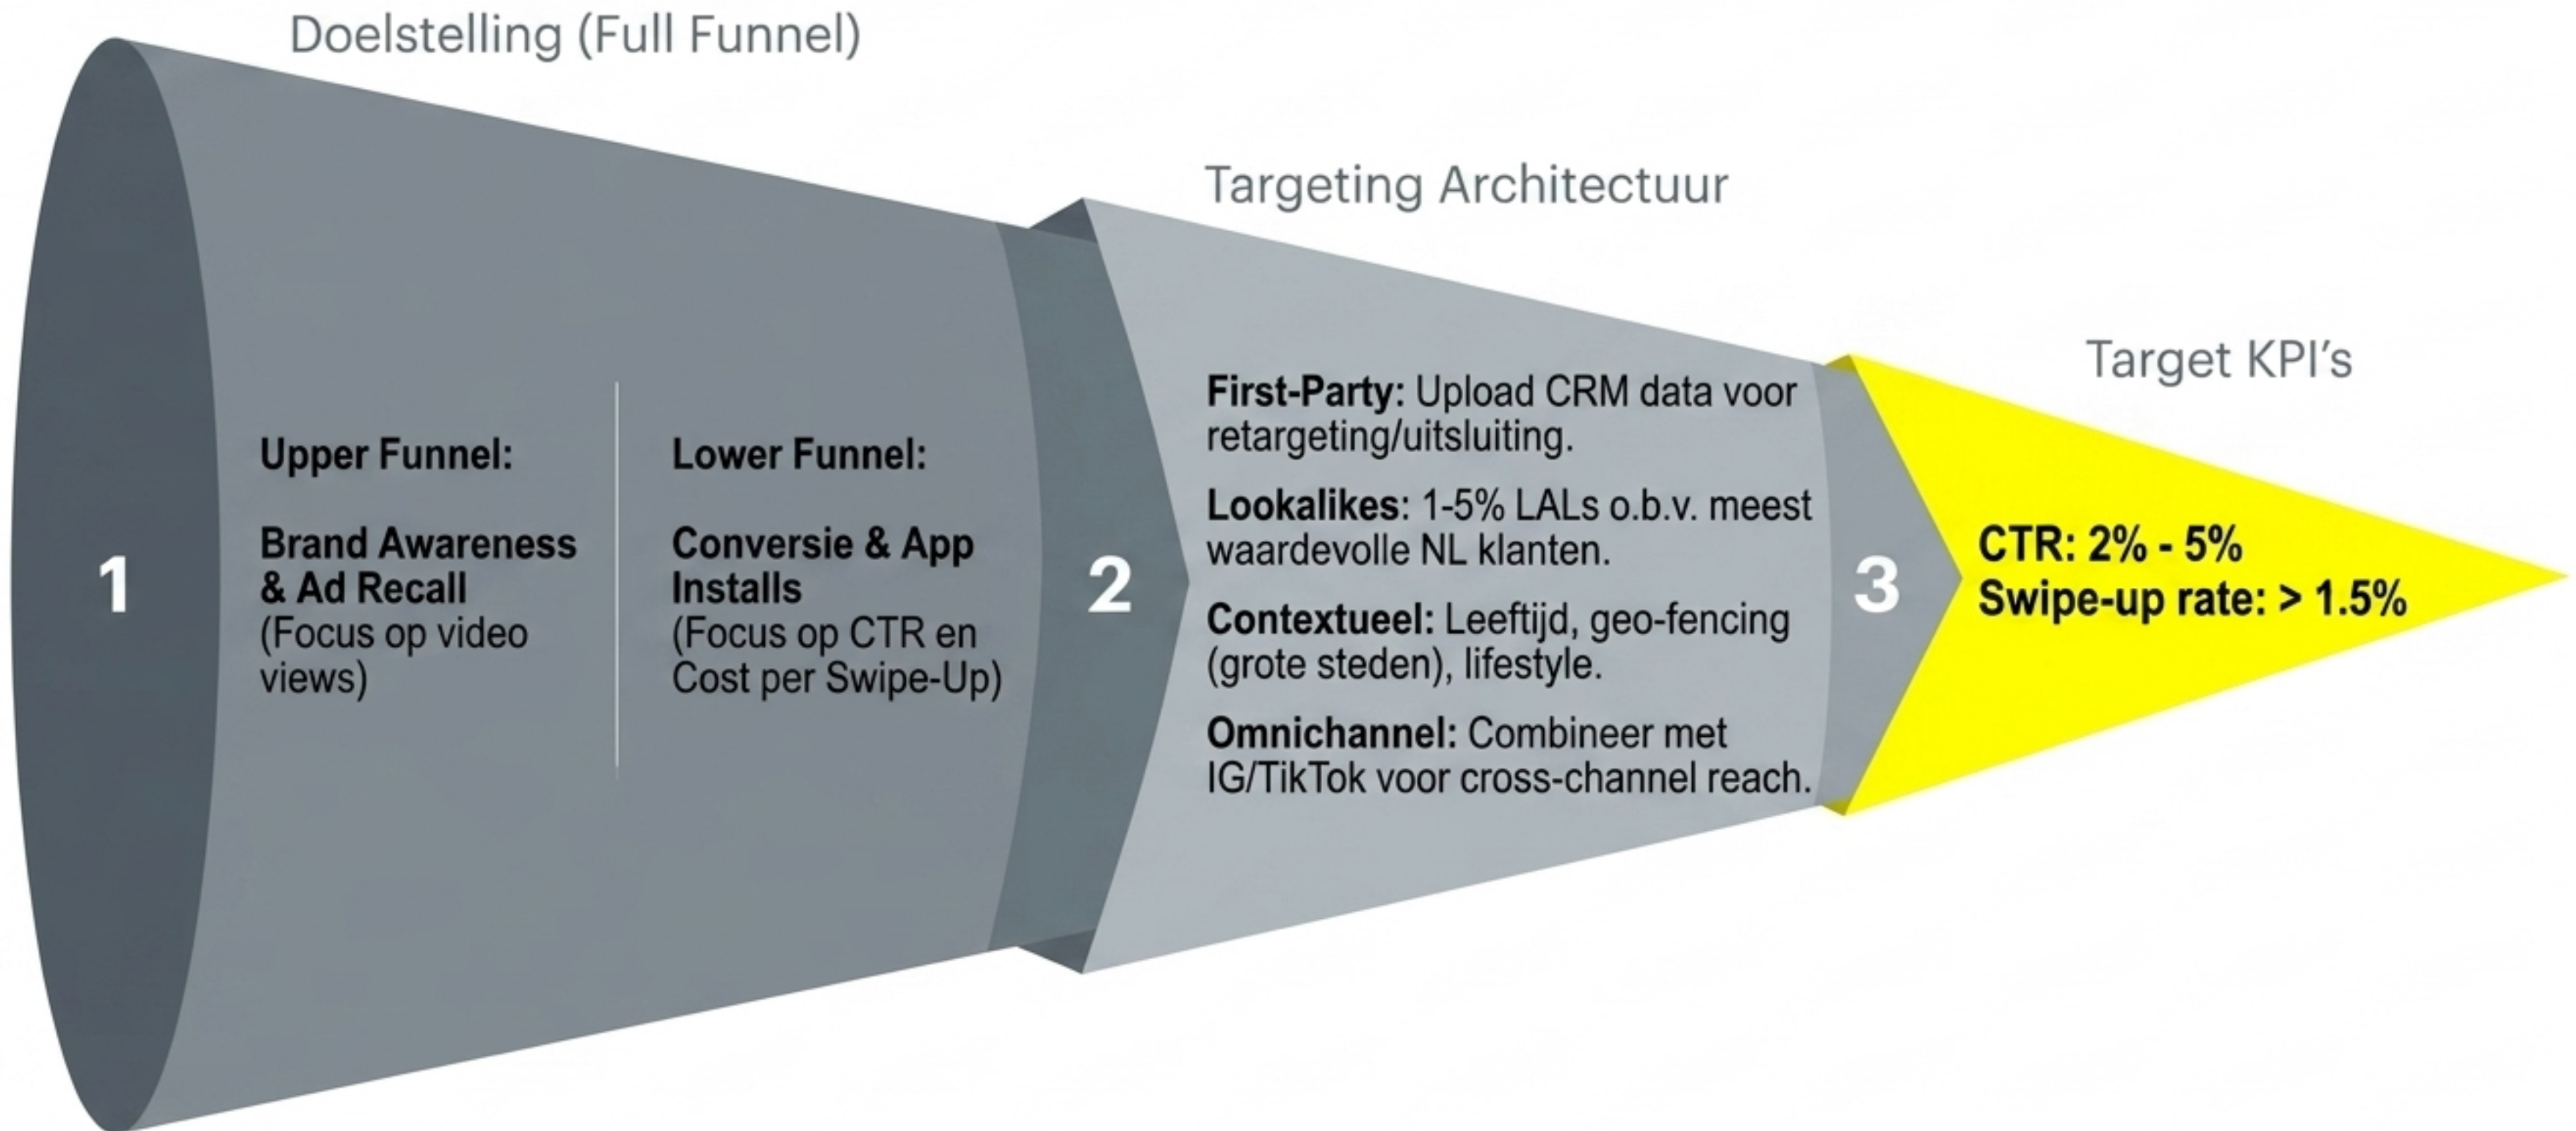 Doelstelling (Full Funnel)
1
Upper Funnel:
Brand Awareness
& Ad Recall
(Focus op video
views)
Lower Funnel:
Conversie & App
Installs
(Focus op CTR en
Cost per Swipe-Up)
Targeting Architectuur
2
First-Party: Upload CRM data voor
retargeting/uitsluiting.
Lookalikes: 1-5% LALs o.b.v. meest
waardevolle NL klanten.
Contextueel: Leeftijd, geo-fencing
(grote steden), lifestyle.
Omnichannel: Combineer met
IG/TikTok voor cross-channel reach.
Target KPI’s
3
CTR: 2% - 5%
Swipe-up rate: > 1.5%